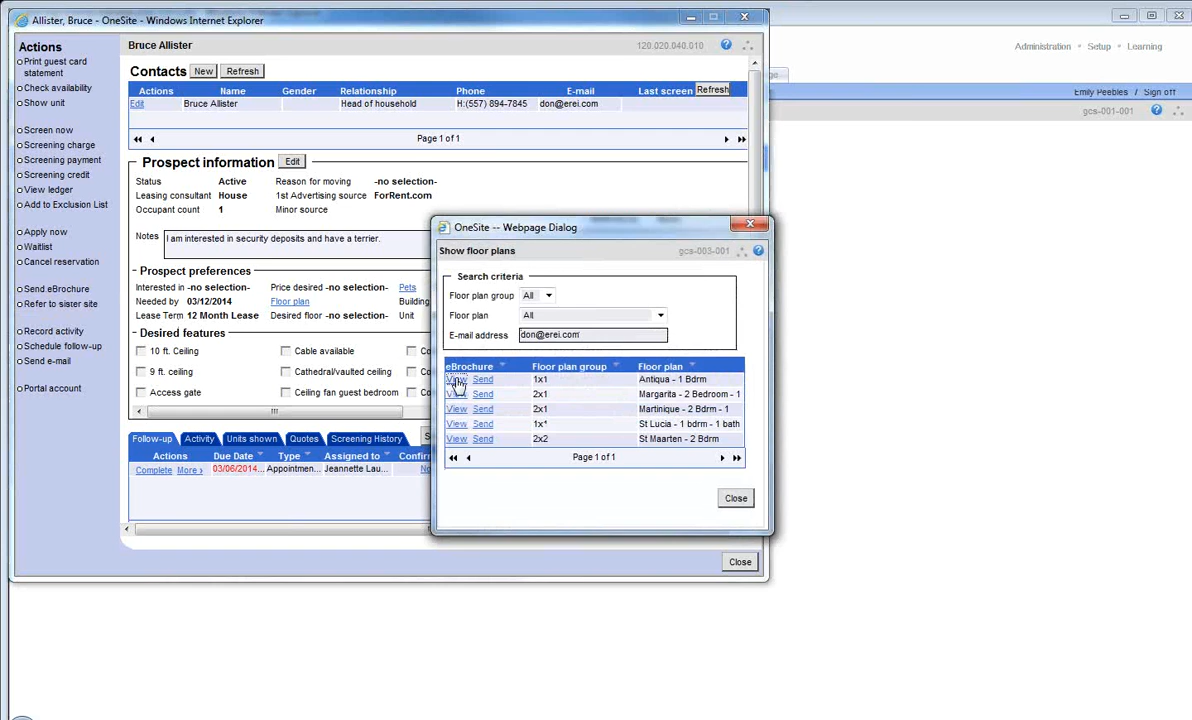 Allister, Bruce - OneSite - Windows Internet Explorer
Administration • Setup • Learning
Emily Peebles / Sign off
gcs-001-001
Actions
Print guest card
statement
Check availability
Show unit
Screen now
Screening charge
Screening payment
Screening credit
View ledger
Add to Exclusion List
Apply now
Waitlist
Cancel reservation
Send eBrochure
Refer to sister site
Record activity
Schedule follow-up
Send e-mail
Portal account
Bruce Allister 120.020.040.010
Contacts New Refresh
Actions Name Gender Relationship Phone E-mail Last screen Refresh
Edit Bruce Allister Head of household H:(557) 894-7845 don@erei.com
Page 1 of 1
Prospect information Edit
Status Active Reason for moving -no selection-
Leasing consultant House 1st Advertising source ForRent.com
Occupant count 1 Minor source
Notes I am interested in security deposits and have a terrier.
Prospect preferences
Interested in -no selection- Price desired -no selection- Pets
Needed by 03/12/2014 Floor plan Building
Lease Term 12 Month Lease Desired floor -no selection- Unit
Desired features
10 ft. Ceiling Cable available Co
9 ft. ceiling Cathedral/vaulted ceiling Co
Access gate Ceiling fan guest bedroom Co
Follow-up Activity Units shown Quotes Screening History S
Actions Due Date Type Assigned to Confirm
Complete More > 03/06/2014... Appointmen... Jeannette Lau... No
Close
OneSite -- Webpage Dialog
Show floor plans gcs-003-001
Search criteria
Floor plan group All
Floor plan All
E-mail address don@erei.com
eBrochure Floor plan group Floor plan
View Send 1x1 Antiqua - 1 Bdrm
View Send 2x1 Margarita - 2 Bedroom - 1
View Send 2x1 Martinique - 2 Bdrm - 1
View Send 1x* St Lucia - 1 bdrm - 1 bath
View Send 2x2 St Maarten - 2 Bdrm
Page 1 of 1
Close